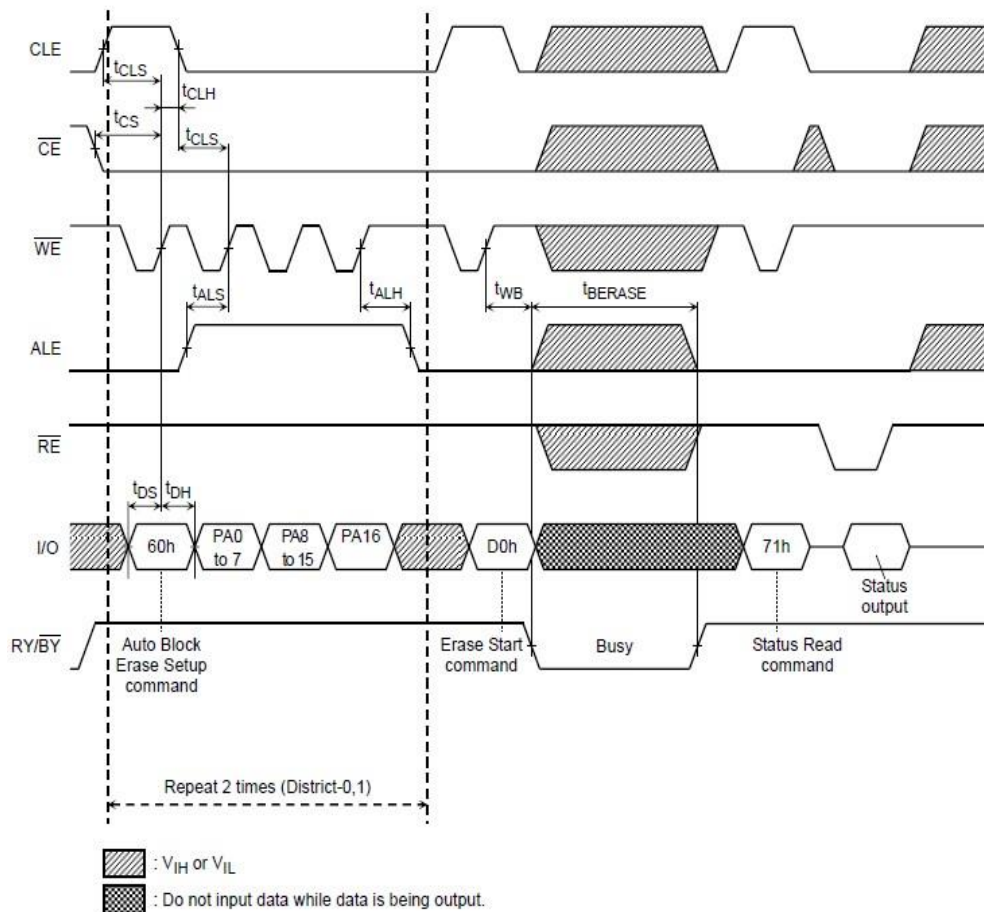 CLE
tCLS
tCLH
tCS
tCLS
CE
WE
tALS
tALH
tWB
tBERASE
ALE
RE
tDS
tDH
I/O
60h
PA0
to 7
PA8
to 15
PA16
D0h
71h
Status
output
RY/BY
Auto Block
Erase Setup
command
Erase Start
command
Busy
Status Read
command
Repeat 2 times (District-0,1)
: VIH or VIL
: Do not input data while data is being output.